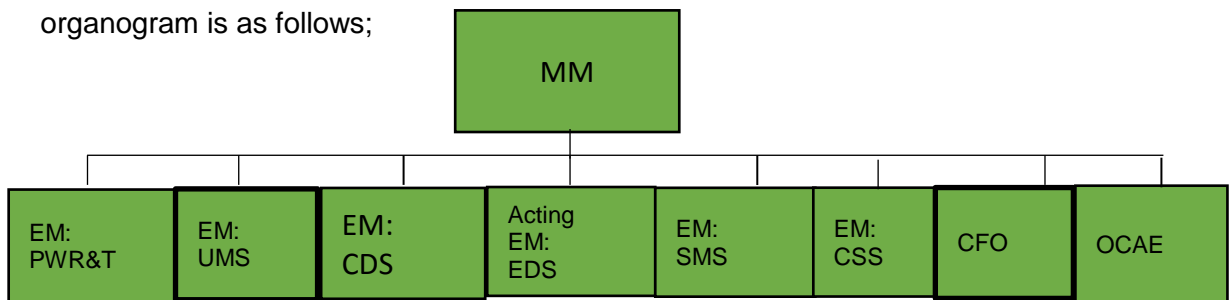 organogram is as follows;
MM
EM:
PWR&T
EM:
UMS
EM:
CDS
Acting
EM:
EDS
EM:
SMS
EM:
CSS
CFO
OCAE